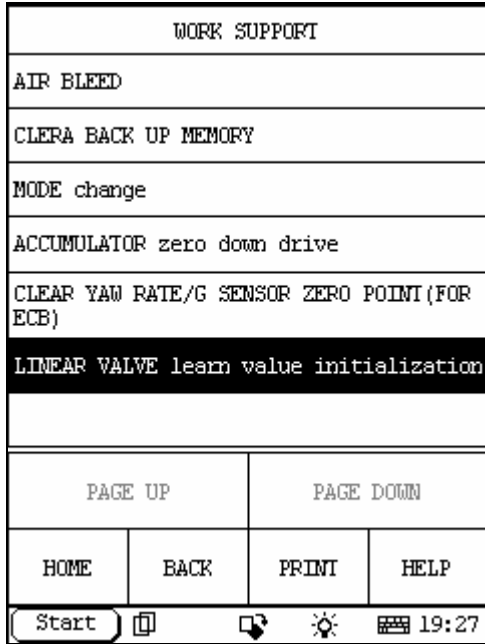 WORK SUPPORT
AIR BLEED
CLERA BACK UP MEMORY
MODE change
ACCUMULATOR zero down drive
CLEAR YAW RATE/G SENSOR ZERO POINT(FOR
ECB)
LINEAR VALVE learn value initialization
PAGE UP PAGE DOWN
HOME BACK PRINT HELP
Start 19:27